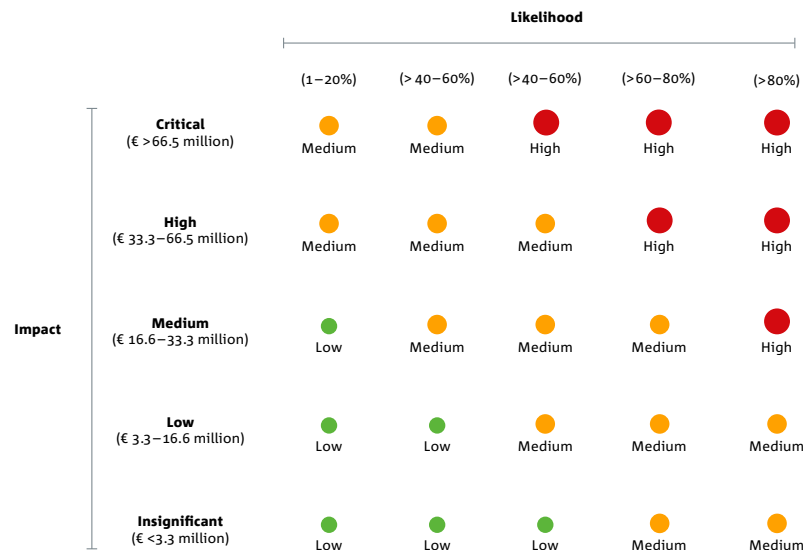 Likelihood
(1–20%) (>40–60%) (>40–60%) (>60–80%) (>80%)
Critical
(€ >66.5 million)
Medium Medium High High High
High
(€ 33.3–66.5 million)
Medium Medium Medium High High
Impact
Medium
(€ 16.6–33.3 million)
Low Medium Medium Medium High
Low
(€ 3.3–16.6 million)
Low Low Medium Medium Medium
Insignificant
(€ <3.3 million)
Low Low Low Medium Medium